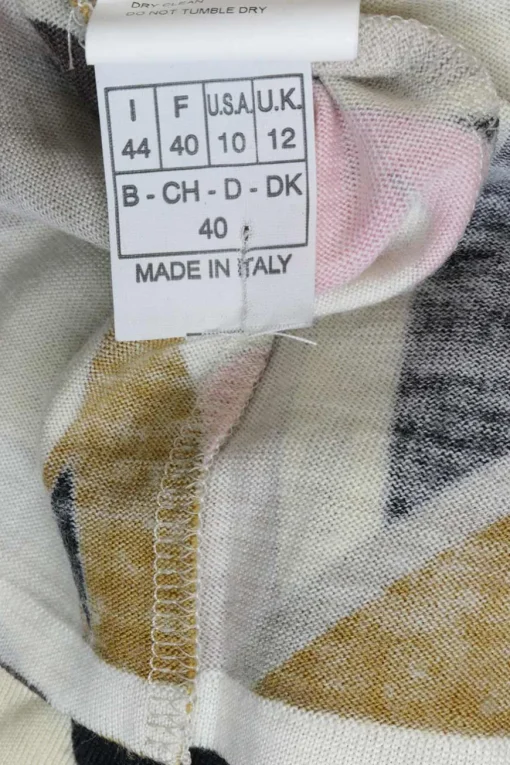 DRY CLEAN
DO NOT TUMBLE DRY
I F U.S.A. U.K.
44 40 10 12
B - CH - D - DK
40
MADE IN ITALY